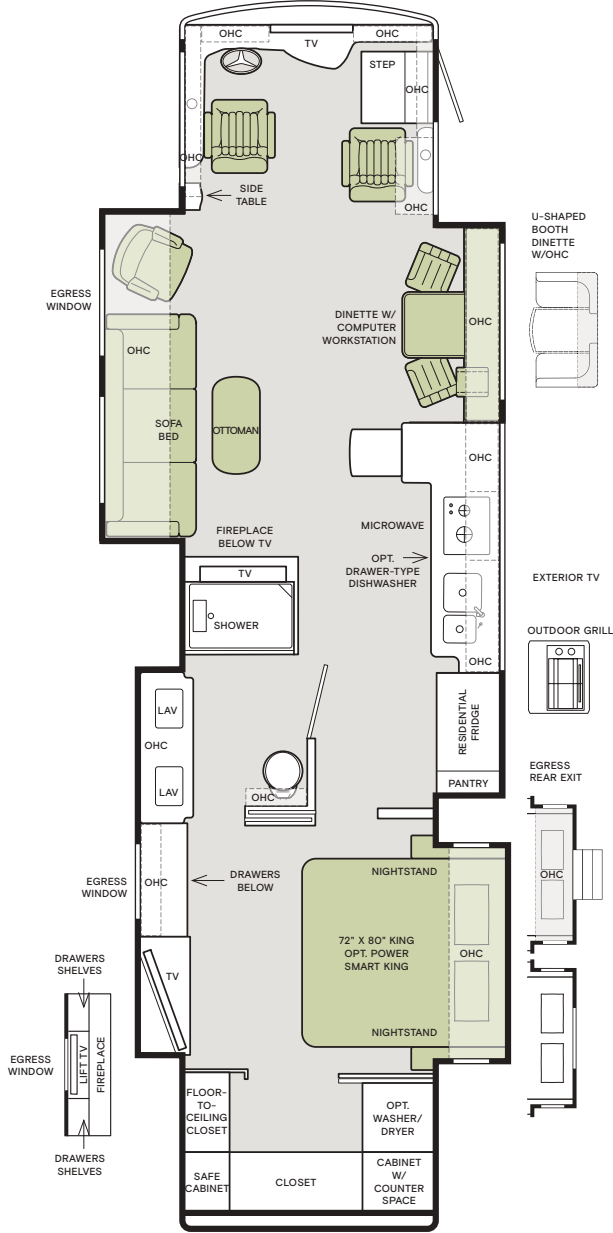 OHC
TV
OHC
STEP
OHC
OHC
SIDE
TABLE
OHC
U-SHAPED
BOOTH
DINETTE
W/OHC
EGRESS
WINDOW
DINETTE W/
COMPUTER
WORKSTATION
OHC
OHC
SOFA
BED
OTTOMAN
OHC
MICROWAVE
FIREPLACE
BELOW TV
OPT.
DRAWER-TYPE
DISHWASHER
TV
EXTERIOR TV
SHOWER
OUTDOOR GRILL
OHC
LAV
OHC
RESIDENTIAL
FRIDGE
EGRESS
REAR EXIT
LAV
OHC
PANTRY
EGRESS
WINDOW
OHC
DRAWERS
BELOW
NIGHTSTAND
OHC
72" X 80" KING
OPT. POWER
SMART KING
OHC
DRAWERS
SHELVES
TV
NIGHTSTAND
EGRESS
WINDOW
LIFT TV
FIREPLACE
DRAWERS
SHELVES
FLOOR-
TO-
CEILING
CLOSET
OPT.
WASHER/
DRYER
SAFE
CABINET
CLOSET
CABINET
W/
COUNTER
SPACE